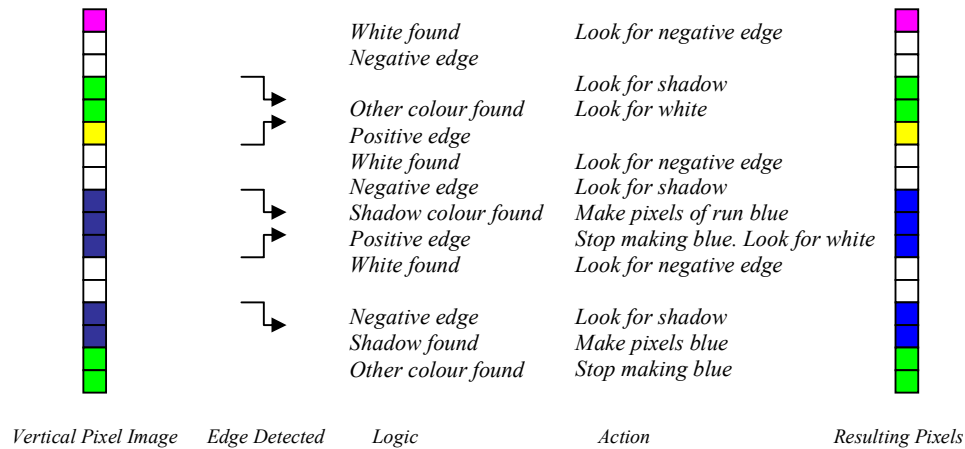 White found Look for negative edge
Negative edge
Look for shadow
Other colour found Look for white
Positive edge
White found Look for negative edge
Negative edge Look for shadow
Shadow colour found Make pixels of run blue
Positive edge Stop making blue. Look for white
White found Look for negative edge
Negative edge Look for shadow
Shadow found Make pixels blue
Other colour found Stop making blue
Vertical Pixel Image Edge Detected Logic Action Resulting Pixels